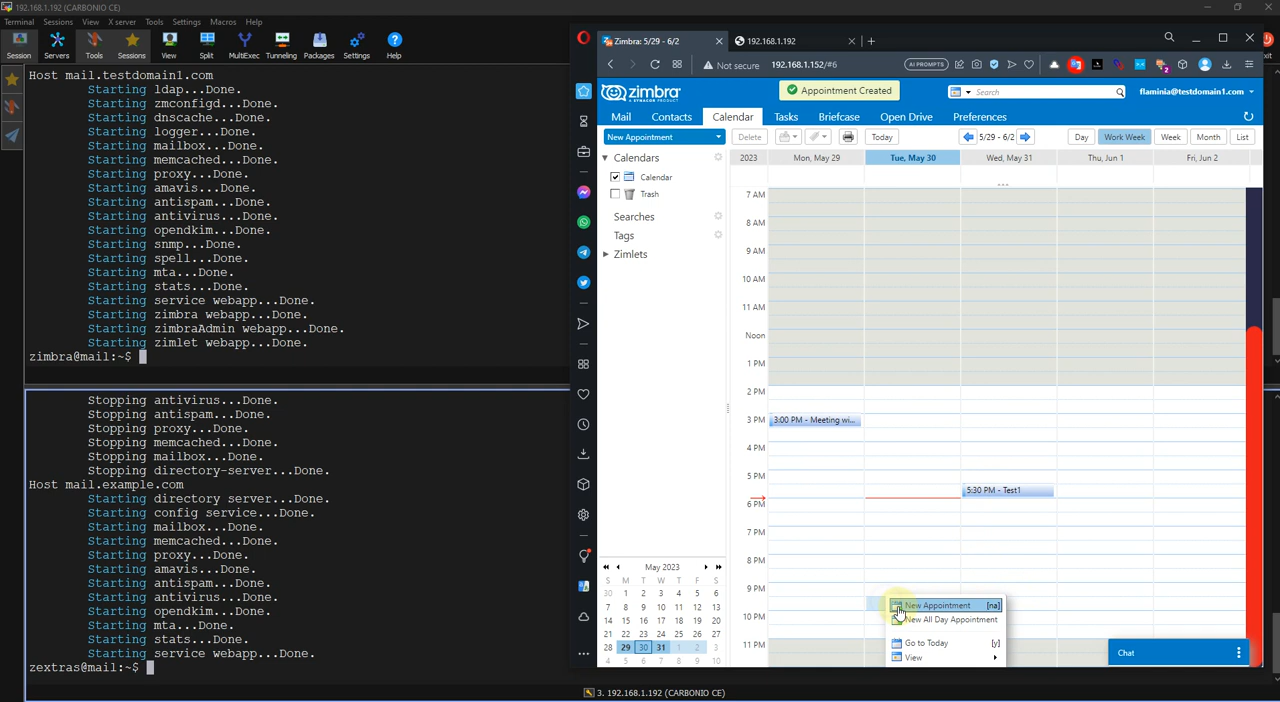 192.168.1.192 (CARBONIO CE)
Terminal Sessions View X server Tools Settings Macros Help
Session Servers Tools Sessions View Split MultiExec Tunneling Packages Settings Help
Host mail.testdomain1.com
Starting ldap...Done.
Starting zmconfigd...Done.
Starting dnscache...Done.
Starting logger...Done.
Starting mailbox...Done.
Starting memcached...Done.
Starting proxy...Done.
Starting amavis...Done.
Starting antispam...Done.
Starting antivirus...Done.
Starting opendkim...Done.
Starting snmp...Done.
Starting spell...Done.
Starting mta...Done.
Starting stats...Done.
Starting service webapp...Done.
Starting zimbra webapp...Done.
Starting zimbraAdmin webapp...Done.
Starting zimlet webapp...Done.
zimbra@mail:~$
Stopping antivirus...Done.
Stopping antispam...Done.
Stopping proxy...Done.
Stopping memcached...Done.
Stopping mailbox...Done.
Stopping directory-server...Done.
Host mail.example.com
Starting directory server...Done.
Starting config service...Done.
Starting mailbox...Done.
Starting memcached...Done.
Starting proxy...Done.
Starting amavis...Done.
Starting antispam...Done.
Starting antivirus...Done.
Starting opendkim...Done.
Starting mta...Done.
Starting stats...Done.
Starting service webapp...Done.
zextras@mail:~$
3. 192.168.1.192 (CARBONIO CE)
Zimbra: 5/29 - 6/2 192.168.1.192
Not secure 192.168.1.152/#6 AI PROMPTS 2
zimbra Appointment Created Search flaminia@testdomain1.com
A SYNACOR PRODUCT
Mail Contacts Calendar Tasks Briefcase Open Drive Preferences
New Appointment Delete Today 5/29 - 6/2 Day Work Week Week Month List
Calendars
Calendar
Trash
Searches
Tags
Zimlets
2023 Mon, May 29 Tue, May 30 Wed, May 31 Thu, Jun 1 Fri, Jun 2
7 AM
8 AM
9 AM
10 AM
11 AM
Noon
1 PM
2 PM
3 PM 3:00 PM - Meeting wi...
4 PM
5 PM
5:30 PM - Test1
6 PM
7 PM
8 PM
9 PM
10 PM
11 PM
New Appointment [na]
New All Day Appointment
Go to Today [y]
View
Chat
May 2023
S M T W T F S
30 1 2 3 4 5 6
7 8 9 10 11 12 13
14 15 16 17 18 19 20
21 22 23 24 25 26 27
28 29 30 31 1 2 3
4 5 6 7 8 9 10